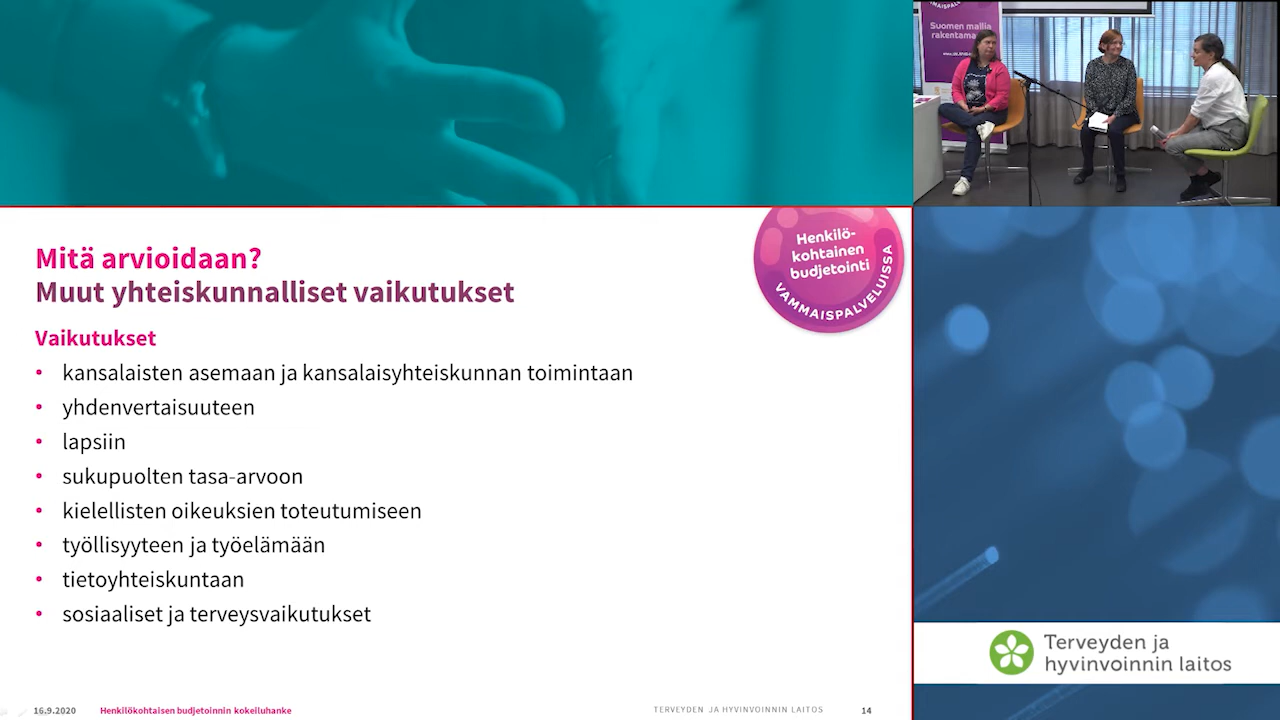 Suomen mallia
Henkilö-
kohtainen
budjetointi
VAMMAISPALVELUISSA
Mitä arvioidaan?
Muut yhteiskunnalliset vaikutukset
Vaikutukset
• kansalaisten asemaan ja kansalaisyhteiskunnan toimintaan
• yhdenvertaisuuteen
• lapsiin
• sukupuolten tasa-arvoon
• kielellisten oikeuksien toteutumiseen
• työllisyyteen ja työelämään
• tietoyhteiskuntaan
• sosiaaliset ja terveysvaikutukset
Terveyden ja
hyvinvoinnin laitos
16.9.2020 Henkilökohtaisen budjetoinnin kokeiluhanke TERVEYDEN JA HYVINVOINNIN LAITOS 14